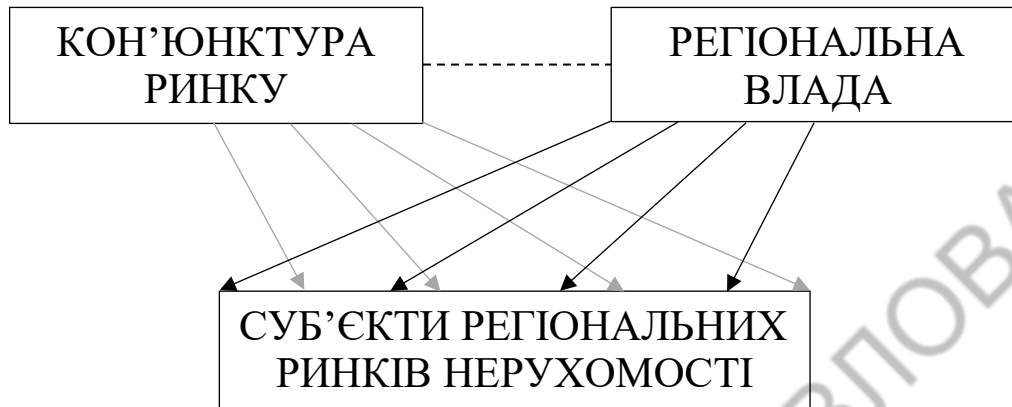 КОН’ЮНКТУРА
РИНКУ
РЕГІОНАЛЬНА
ВЛАДА
СУБ’ЄКТИ РЕГІОНАЛЬНИХ
РИНКІВ НЕРУХОМОСТІ